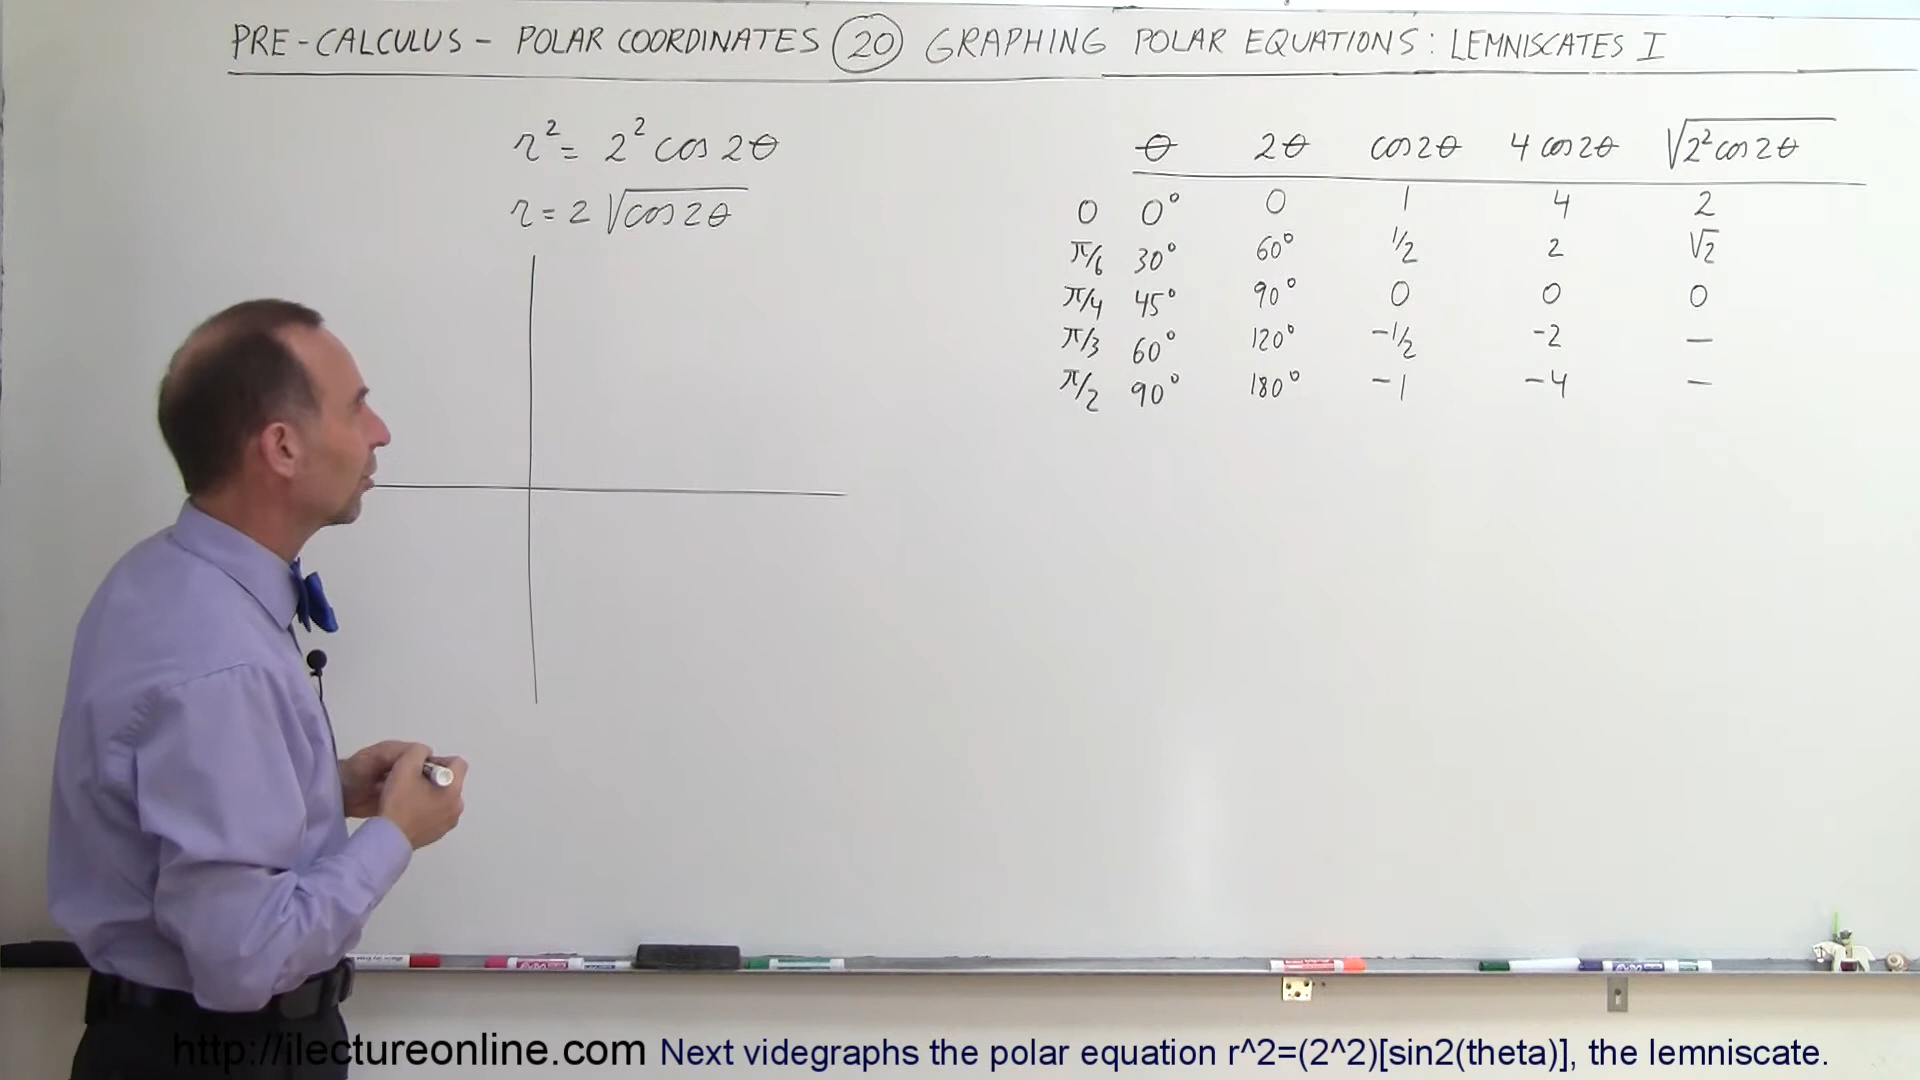 PRE-CALCULUS - POLAR COORDINATES 20 GRAPHING POLAR EQUATIONS: LEMNISCATES I
r² = 2² cos 2θ
r = 2 √cos 2θ
θ 2θ cos 2θ 4 cos 2θ √2² cos 2θ
0 0° 0 1 4 2
π/6 30° 60° 1/2 2 √2
π/4 45° 90° 0 0 0
π/3 60° 120° -1/2 -2 —
π/2 90° 180° -1 -4 —
http://ilectureonline.com Next videgraphs the polar equation r^2=(2^2)[sin2(theta)], the lemniscate.